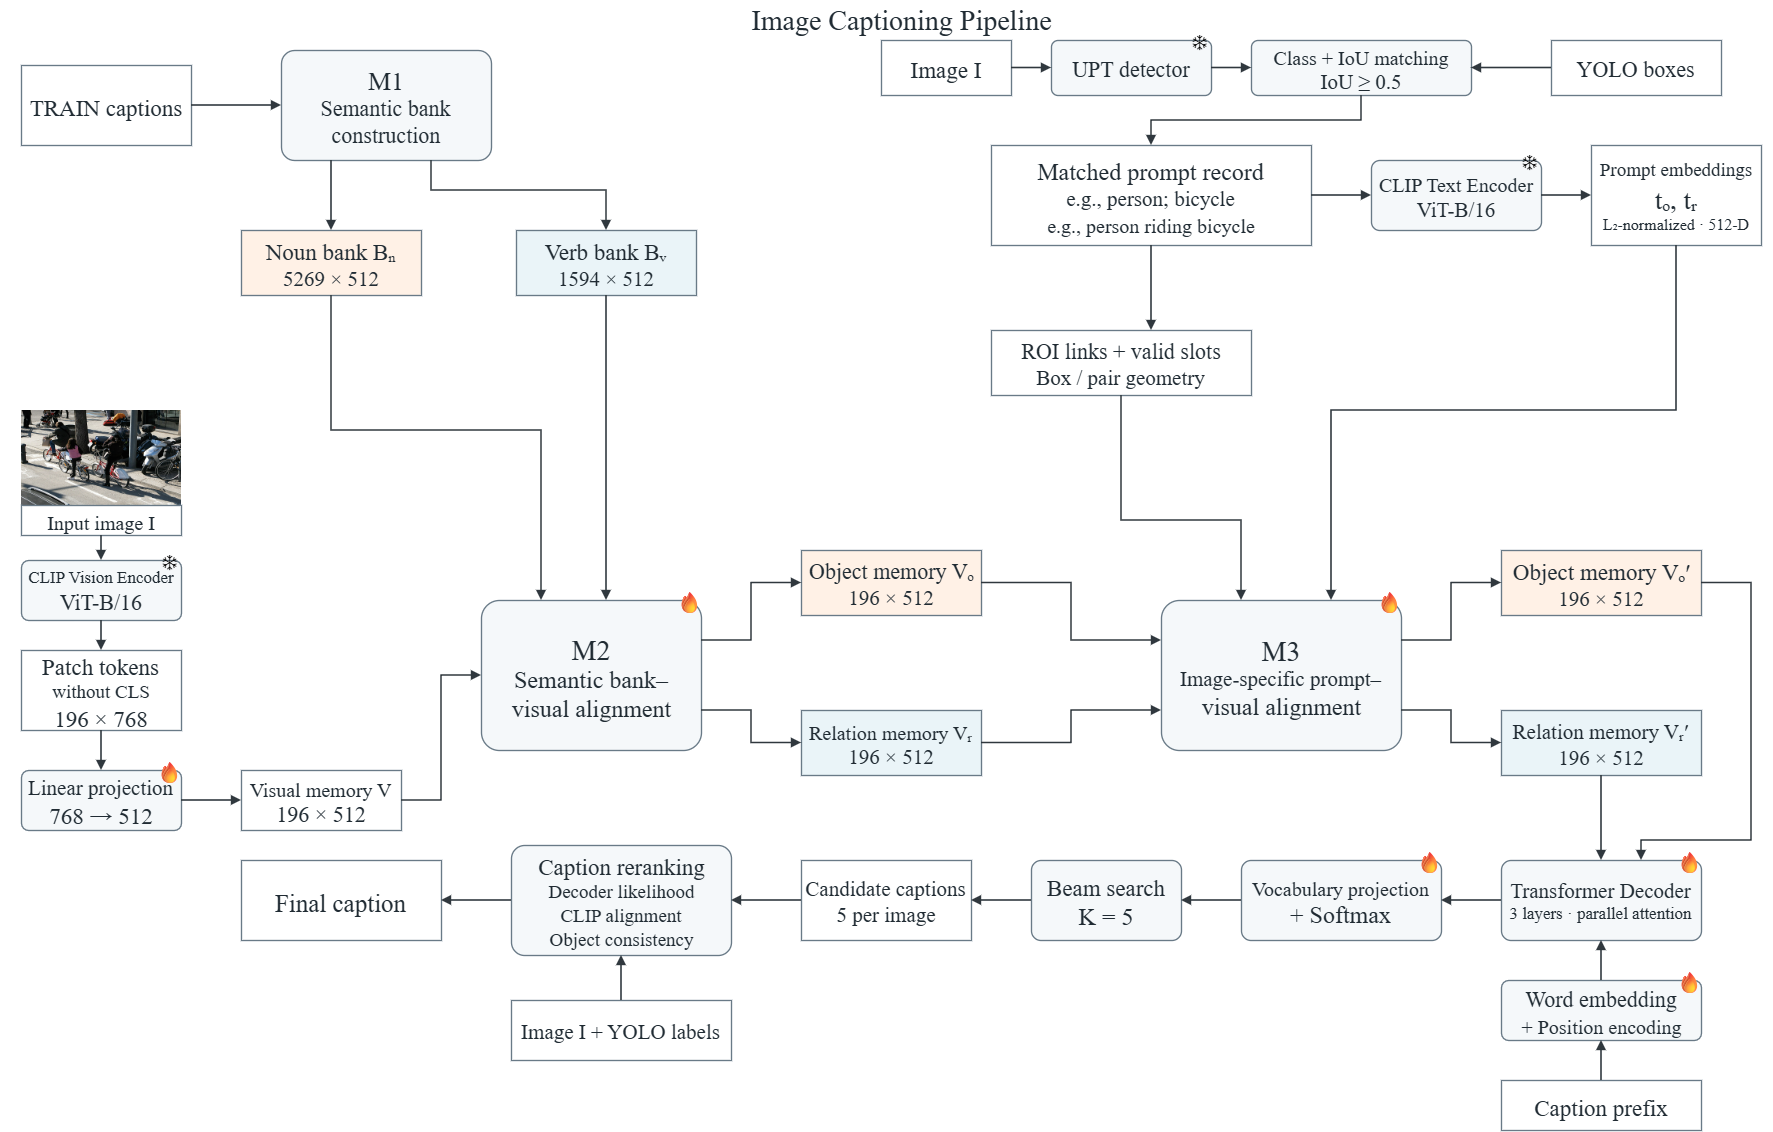 Image Captioning Pipeline
TRAIN captions
M1
Semantic bank
construction
Noun bank Bₙ
5269 × 512
Verb bank Bᵥ
1594 × 512
Image I
UPT detector
Class + IoU matching
IoU ≥ 0.5
YOLO boxes
Matched prompt record
e.g., person; bicycle
e.g., person riding bicycle
CLIP Text Encoder
ViT-B/16
Prompt embeddings
tₒ, tᵣ
L₂-normalized · 512-D
ROI links + valid slots
Box / pair geometry
Input image I
CLIP Vision Encoder
ViT-B/16
Patch tokens
without CLS
196 × 768
Linear projection
768 → 512
Visual memory V
196 × 512
M2
Semantic bank–
visual alignment
Object memory Vₒ
196 × 512
Relation memory Vᵣ
196 × 512
M3
Image-specific prompt–
visual alignment
Object memory Vₒ′
196 × 512
Relation memory Vᵣ′
196 × 512
Transformer Decoder
3 layers · parallel attention
Word embedding
+ Position encoding
Caption prefix
Vocabulary projection
+ Softmax
Beam search
K = 5
Candidate captions
5 per image
Caption reranking
Decoder likelihood
CLIP alignment
Object consistency
Image I + YOLO labels
Final caption